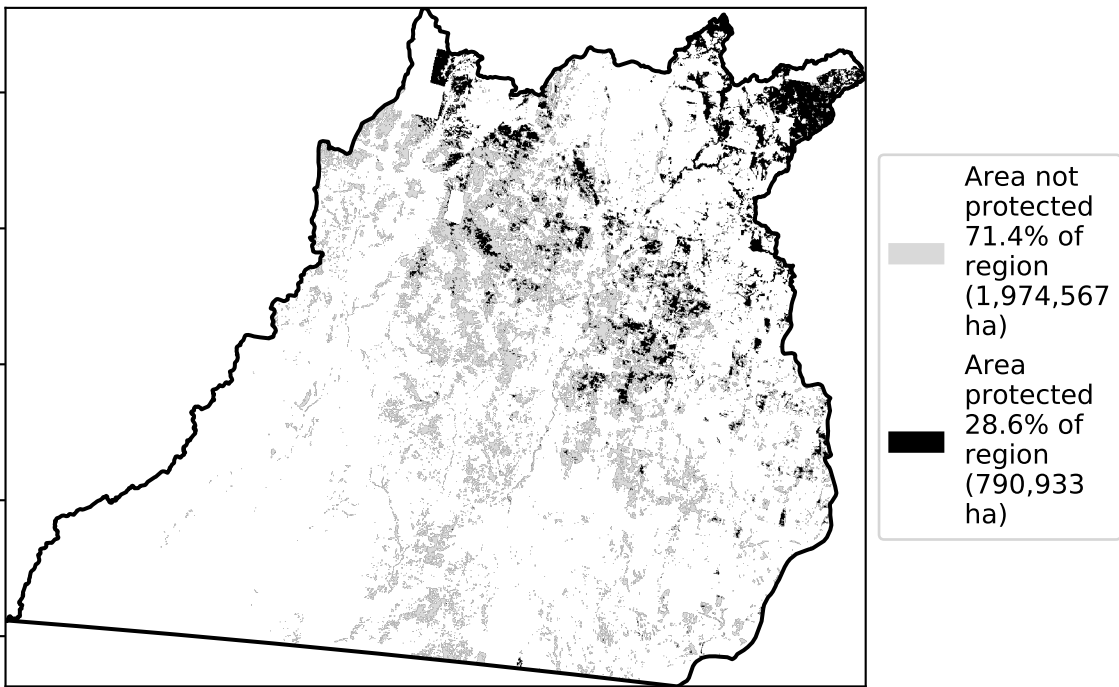 Area not
protected
71.4% of
region
(1,974,567
ha)
Area
protected
28.6% of
region
(790,933
ha)